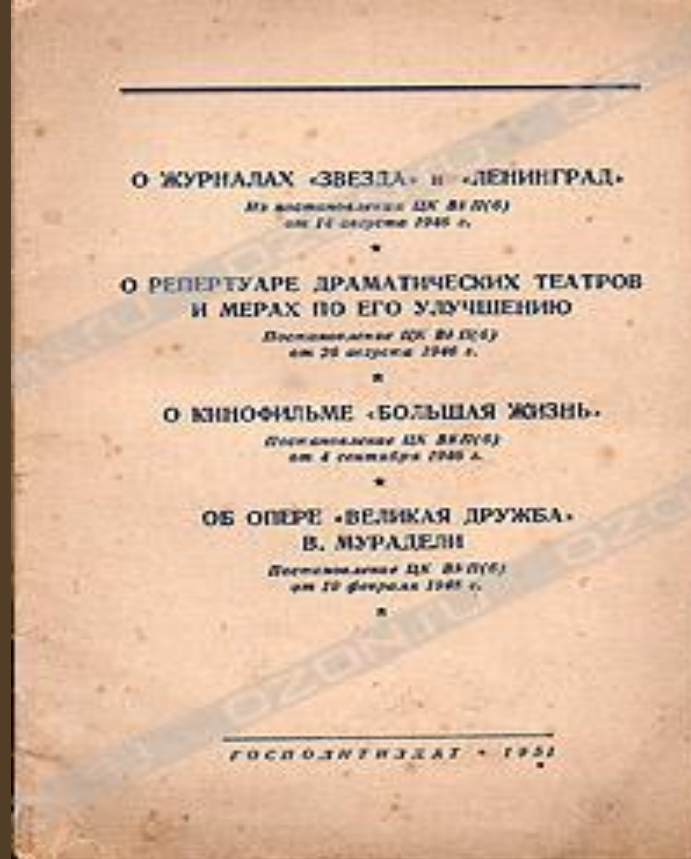 О ЖУРНАЛАХ «ЗВЕЗДА» и «ЛЕНИНГРАД»
Из постановления ЦК ВКП(б)
от 14 августа 1946 г.
О РЕПЕРТУАРЕ ДРАМАТИЧЕСКИХ ТЕАТРОВ
И МЕРАХ ПО ЕГО УЛУЧШЕНИЮ
Постановление ЦК ВКП(б)
от 26 августа 1946 г.
О КИНОФИЛЬМЕ «БОЛЬШАЯ ЖИЗНЬ»
Постановление ЦК ВКП(б)
от 4 сентября 1946 г.
ОБ ОПЕРЕ «ВЕЛИКАЯ ДРУЖБА»
В. МУРАДЕЛИ
Постановление ЦК ВКП(б)
от 10 февраля 1948 г.
OZON.RU
ГОСПОЛИТИЗДАТ • 1951